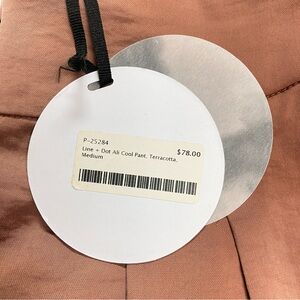 P-25284
Line + Dot Ali Cool Pant, Terracotta, $78.00
Medium